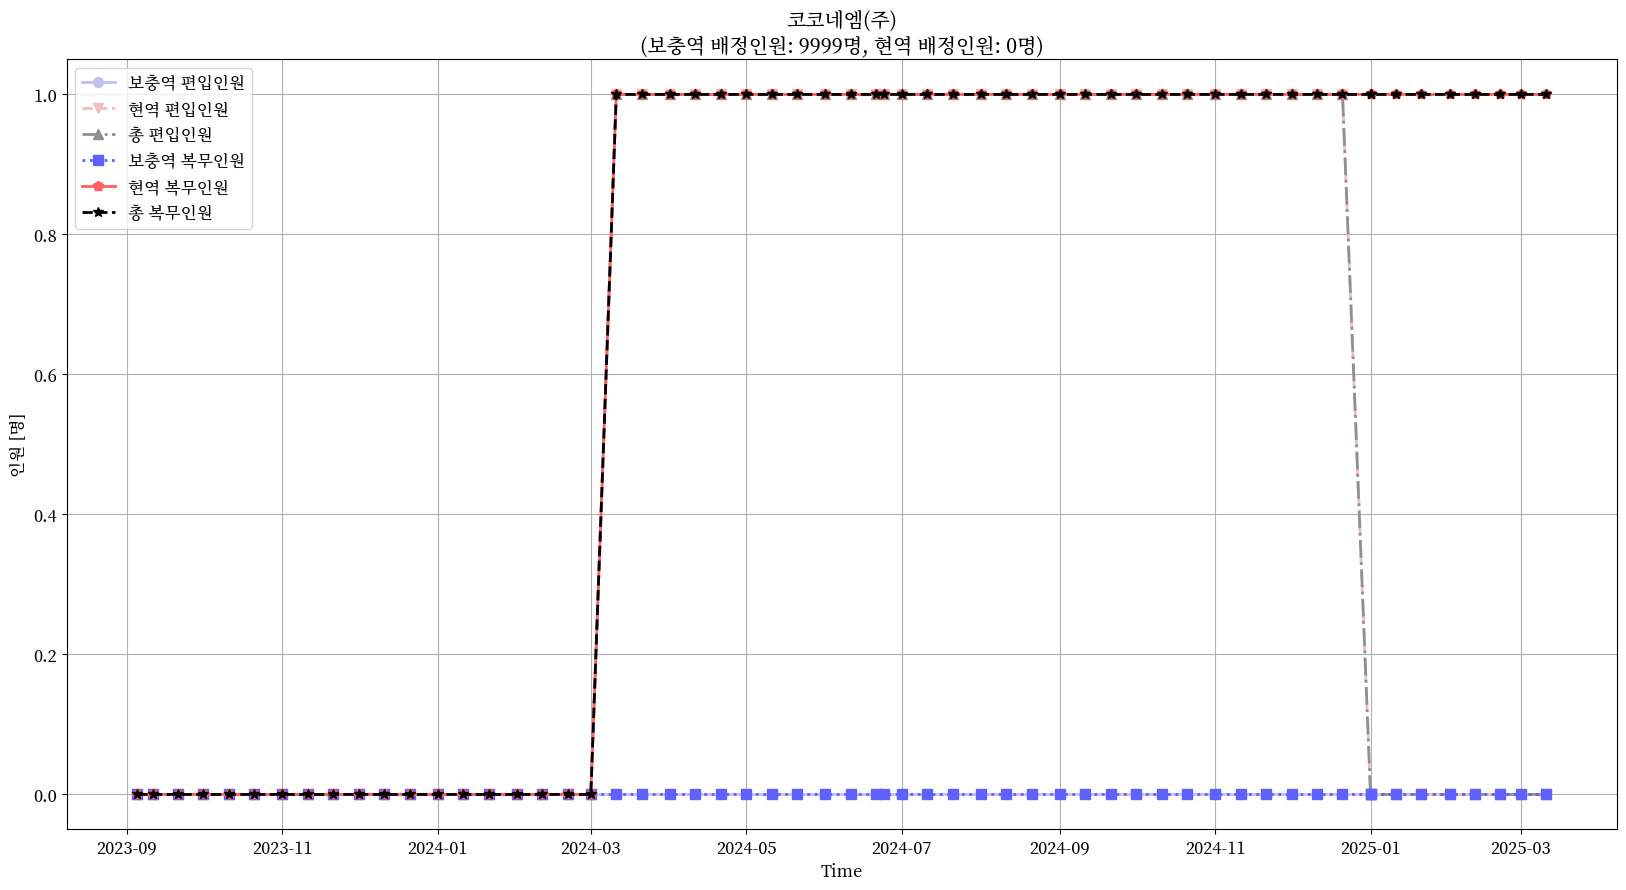 코코네엠(주)
(보충역 배정인원: 9999명, 현역 배정인원: 0명)
보충역 편입인원
현역 편입인원
총 편입인원
보충역 복무인원
현역 복무인원
총 복무인원
1.0
0.8
0.6
0.4
0.2
0.0
인원 [명]
2023-09 2023-11 2024-01 2024-03 2024-05 2024-07 2024-09 2024-11 2025-01 2025-03
Time